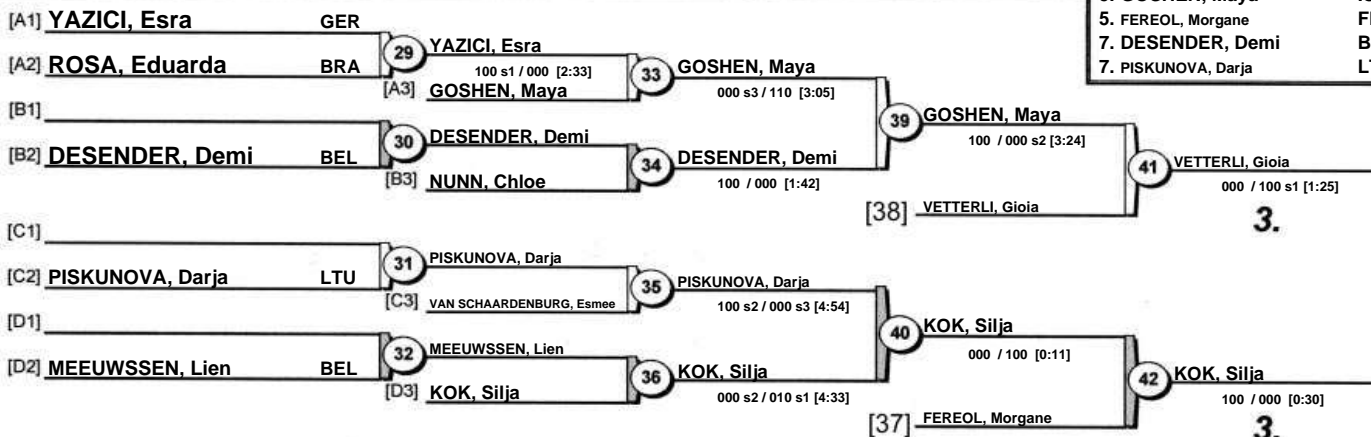 [A1] YAZICI, Esra GER
[A2] ROSA, Eduarda BRA
29
YAZICI, Esra
100 s1 / 000 [2:33]
[A3] GOSHEN, Maya
33
GOSHEN, Maya
000 s3 / 110 [3:05]
[B1]
[B2] DESENDER, Demi BEL
30
DESENDER, Demi
[B3] NUNN, Chloe
34
DESENDER, Demi
100 / 000 [1:42]
39
GOSHEN, Maya
100 / 000 s2 [3:24]
[38] VETTERLI, Gioia
41
VETTERLI, Gioia
000 / 100 s1 [1:25]
3.
[C1]
[C2] PISKUNOVA, Darja LTU
31
PISKUNOVA, Darja
[C3] VAN SCHAARDENBURG, Esmee
35
PISKUNOVA, Darja
100 s2 / 000 s3 [4:54]
[D1]
[D2] MEEUWSSEN, Lien BEL
32
MEEUWSSEN, Lien
[D3] KOK, Silja
36
KOK, Silja
000 s2 / 010 s1 [4:33]
40
KOK, Silja
000 / 100 [0:11]
[37] FEREOL, Morgane
42
KOK, Silja
100 / 000 [0:30]
3.
5. FEREOL, Morgane
7. DESENDER, Demi
7. PISKUNOVA, Darja